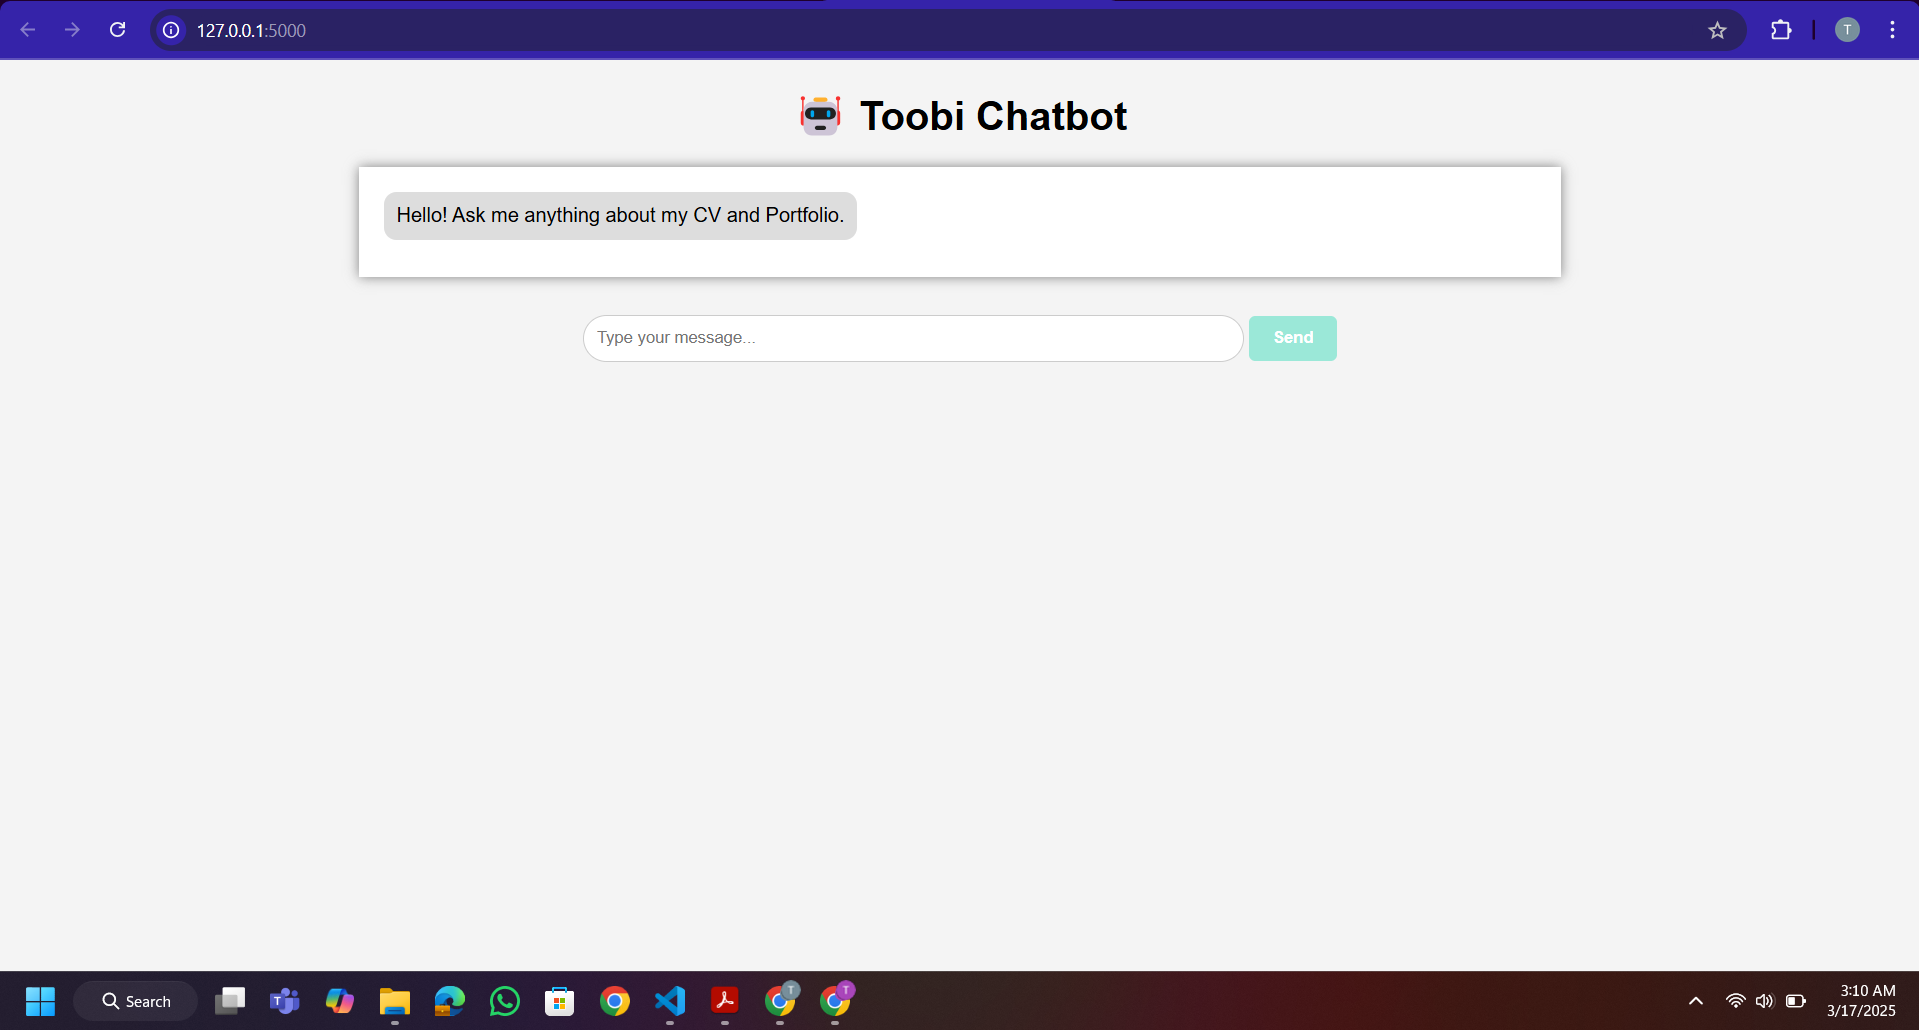 127.0.0.1:5000
T
Toobi Chatbot
Hello! Ask me anything about my CV and Portfolio.
Type your message...
Send
Search
T
T
T
3:10 AM
3/17/2025